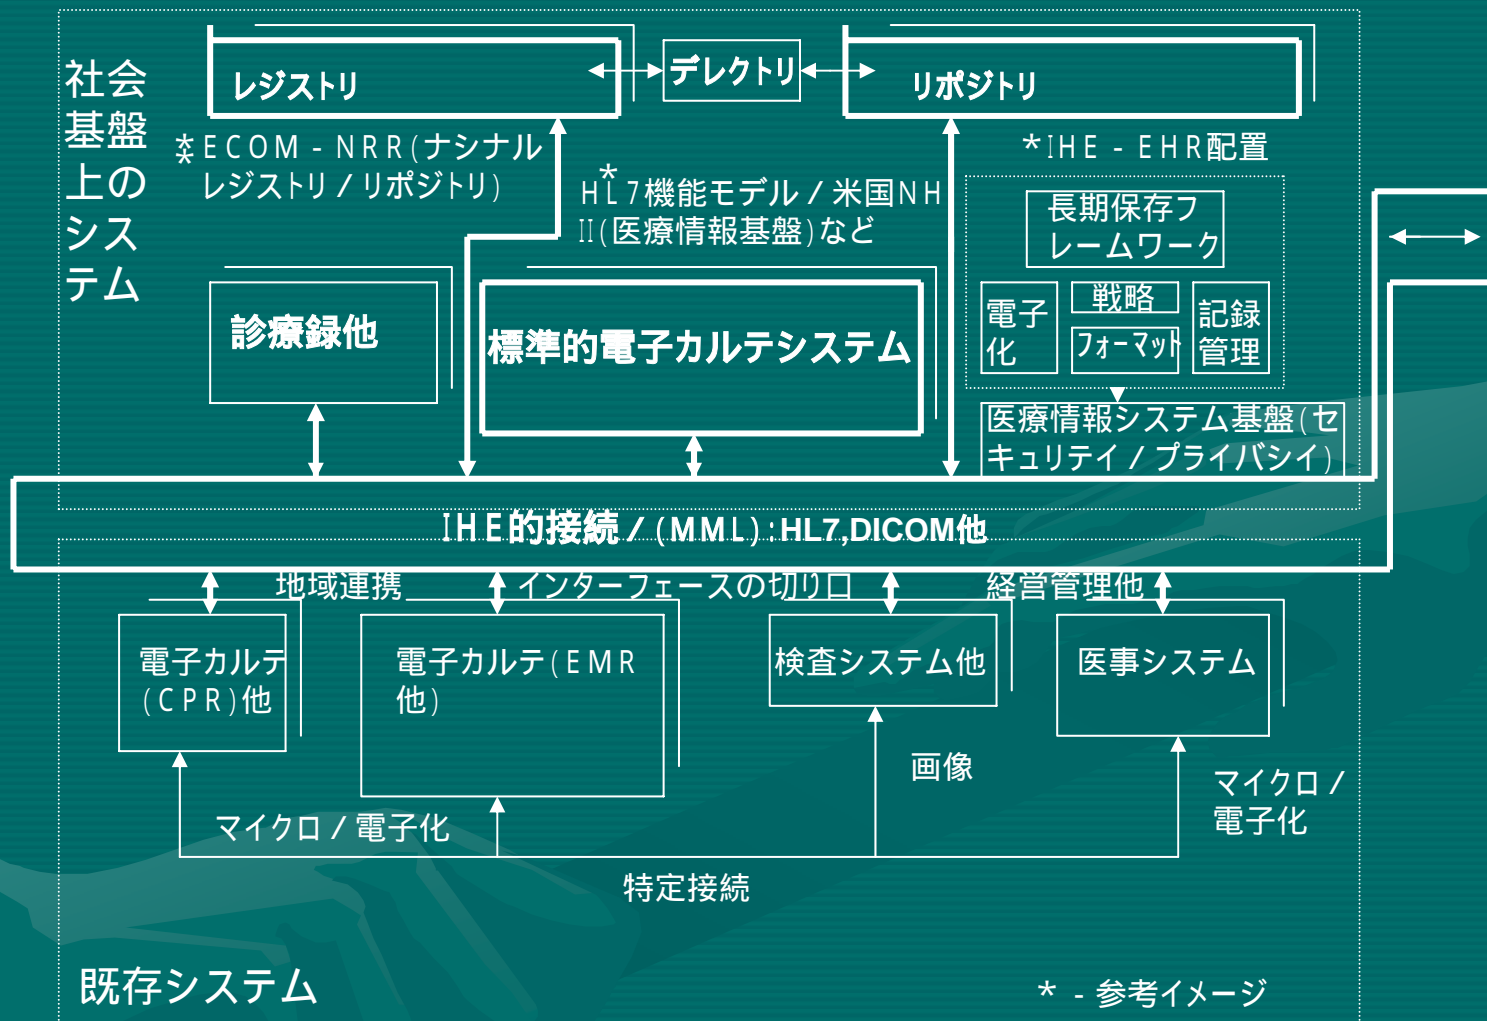 社会
基盤
上の
シス
テム
レジストリ
デレクトリ
リポジトリ
*
*ECOM-NRR(ナシナル
レジストリ/リポジトリ)
*
HL7機能モデル/米国NH
II(医療情報基盤)など
*IHE-EHR配置
長期保存フ
レームワーク
電子
化
戦略
フォーマット
記録
管理
診療録他
標準的電子カルテシステム
医療情報システム基盤(セ
キュリテイ/プライバシイ)
IHE的接続/(MML):HL7,DICOM他
地域連携
インターフェースの切り口
経営管理他
電子カルテ
(CPR)他
電子カルテ(EMR
他)
検査システム他
医事システム
画像
マイクロ/電子化
マイクロ/
電子化
特定接続
既存システム
*-参考イメージ